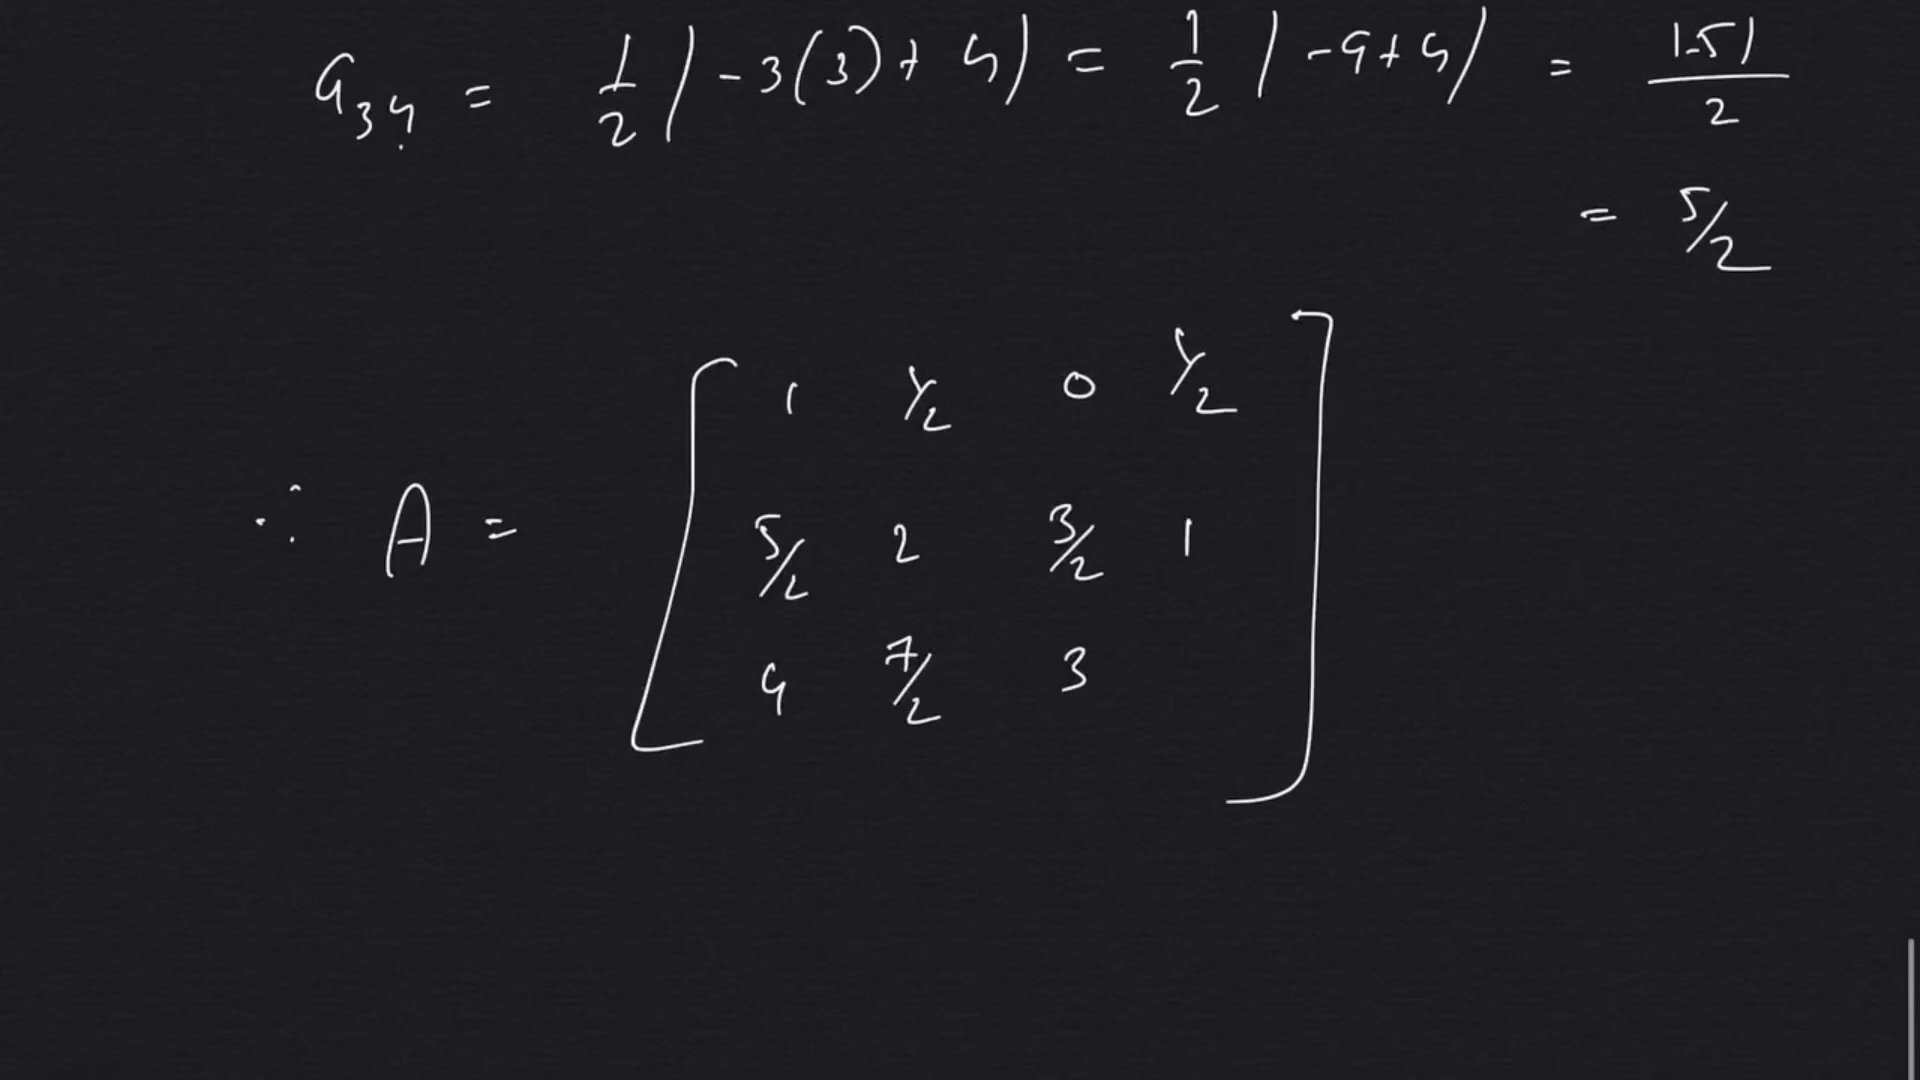 a₃₄ = 1/2 |-3(3)+4| = 1/2 |-9+4| = |-5|/2
= 5/2
∴ A = [ 1 1/2 0 1/2
5/2 2 3/2 1
4 7/2 3 ]